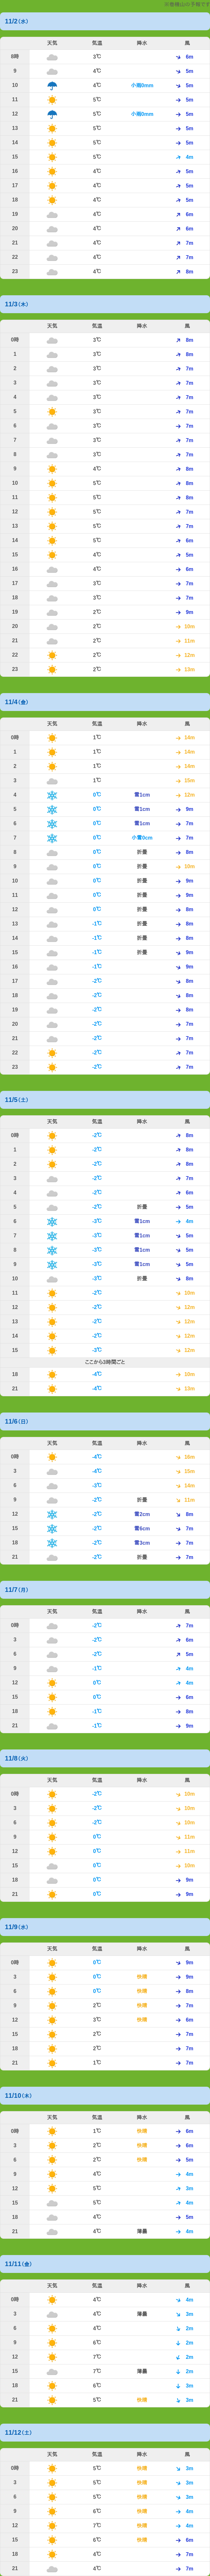 11/2(水)
天気 気温 降水 風
8時 3℃ 6m
9 4℃ 5m
10 4℃ 小雨0mm 5m
11 5℃ 5m
12 5℃ 小雨0mm 5m
13 5℃ 5m
14 5℃ 5m
15 5℃ 4m
16 4℃ 5m
17 4℃ 5m
18 4℃ 5m
19 4℃ 6m
20 4℃ 6m
21 4℃ 7m
22 4℃ 7m
23 4℃ 8m
11/3(木)
天気 気温 降水 風
0時 3℃ 8m
1 3℃ 8m
2 3℃ 7m
3 3℃ 7m
4 3℃ 7m
5 3℃ 7m
6 3℃ 7m
7 3℃ 7m
8 3℃ 7m
9 4℃ 8m
10 5℃ 8m
11 5℃ 8m
12 5℃ 7m
13 5℃ 7m
14 5℃ 6m
15 4℃ 5m
16 4℃ 6m
17 3℃ 7m
18 3℃ 7m
19 2℃ 9m
20 2℃ 10m
21 2℃ 11m
22 2℃ 12m
23 2℃ 13m
11/4(金)
天気 気温 降水 風
0時 1℃ 14m
1 1℃ 14m
2 1℃ 14m
3 1℃ 15m
4 0℃ 雪1cm 12m
5 0℃ 雪1cm 9m
6 0℃ 雪1cm 7m
7 0℃ 小雪0cm 7m
8 0℃ 折曇 8m
9 0℃ 折曇 10m
10 0℃ 折曇 9m
11 0℃ 折曇 9m
12 0℃ 折曇 8m
13 -1℃ 折曇 8m
14 -1℃ 折曇 8m
15 -1℃ 折曇 9m
16 -1℃ 9m
17 -2℃ 8m
18 -2℃ 8m
19 -2℃ 8m
20 -2℃ 7m
21 -2℃ 7m
22 -2℃ 7m
23 -2℃ 7m
11/5(土)
天気 気温 降水 風
0時 -2℃ 8m
1 -2℃ 8m
2 -2℃ 8m
3 -2℃ 7m
4 -2℃ 6m
5 -2℃ 折曇 5m
6 -3℃ 雪1cm 4m
7 -3℃ 雪1cm 5m
8 -3℃ 雪1cm 5m
9 -3℃ 雪1cm 5m
10 -3℃ 折曇 8m
11 -2℃ 10m
12 -2℃ 12m
13 -2℃ 12m
14 -2℃ 12m
15 -3℃ 12m
ここから3時間ごと
18 -4℃ 10m
21 -4℃ 13m
11/6(日)
天気 気温 降水 風
0時 -4℃ 16m
3 -4℃ 15m
6 -3℃ 14m
9 -2℃ 折曇 11m
12 -2℃ 雪2cm 8m
15 -2℃ 雪6cm 7m
18 -2℃ 雪3cm 7m
21 -2℃ 折曇 7m
11/7(月)
天気 気温 降水 風
0時 -2℃ 7m
3 -2℃ 6m
6 -2℃ 5m
9 -1℃ 4m
12 0℃ 4m
15 0℃ 6m
18 -1℃ 8m
21 -1℃ 9m
11/8(火)
天気 気温 降水 風
0時 -2℃ 10m
3 -2℃ 10m
6 -2℃ 10m
9 0℃ 11m
12 0℃ 11m
15 0℃ 10m
18 0℃ 9m
21 0℃ 9m
11/9(水)
天気 気温 降水 風
0時 0℃ 9m
3 0℃ 快晴 9m
6 0℃ 快晴 8m
9 2℃ 快晴 7m
12 3℃ 快晴 6m
15 2℃ 7m
18 2℃ 7m
21 1℃ 7m
11/10(木)
天気 気温 降水 風
0時 1℃ 快晴 6m
3 2℃ 快晴 6m
6 2℃ 快晴 5m
9 4℃ 4m
12 5℃ 3m
15 5℃ 4m
18 4℃ 5m
21 4℃ 薄曇 4m
11/11(金)
天気 気温 降水 風
0時 4℃ 4m
3 4℃ 薄曇 3m
6 4℃ 2m
9 6℃ 2m
12 7℃ 2m
15 7℃ 薄曇 2m
18 6℃ 3m
21 5℃ 快晴 3m
11/12(土)
天気 気温 降水 風
0時 5℃ 快晴 3m
3 5℃ 快晴 3m
6 5℃ 快晴 3m
9 6℃ 快晴 4m
12 7℃ 快晴 4m
15 6℃ 快晴 6m
18 4℃ 7m
21 4℃ 7m